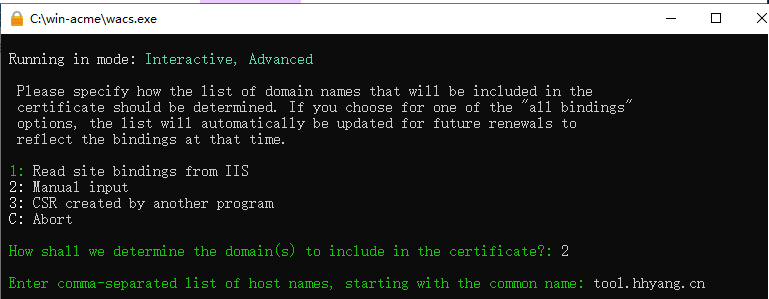 C:\win-acme\wacs.exe
Running in mode: Interactive, Advanced
Please specify how the list of domain names that will be included in the
certificate should be determined. If you choose for one of the "all bindings"
options, the list will automatically be updated for future renewals to
reflect the bindings at that time.
1: Read site bindings from IIS
2: Manual input
3: CSR created by another program
C: Abort
How shall we determine the domain(s) to include in the certificate?: 2
Enter comma-separated list of host names, starting with the common name: tool.hhyang.cn